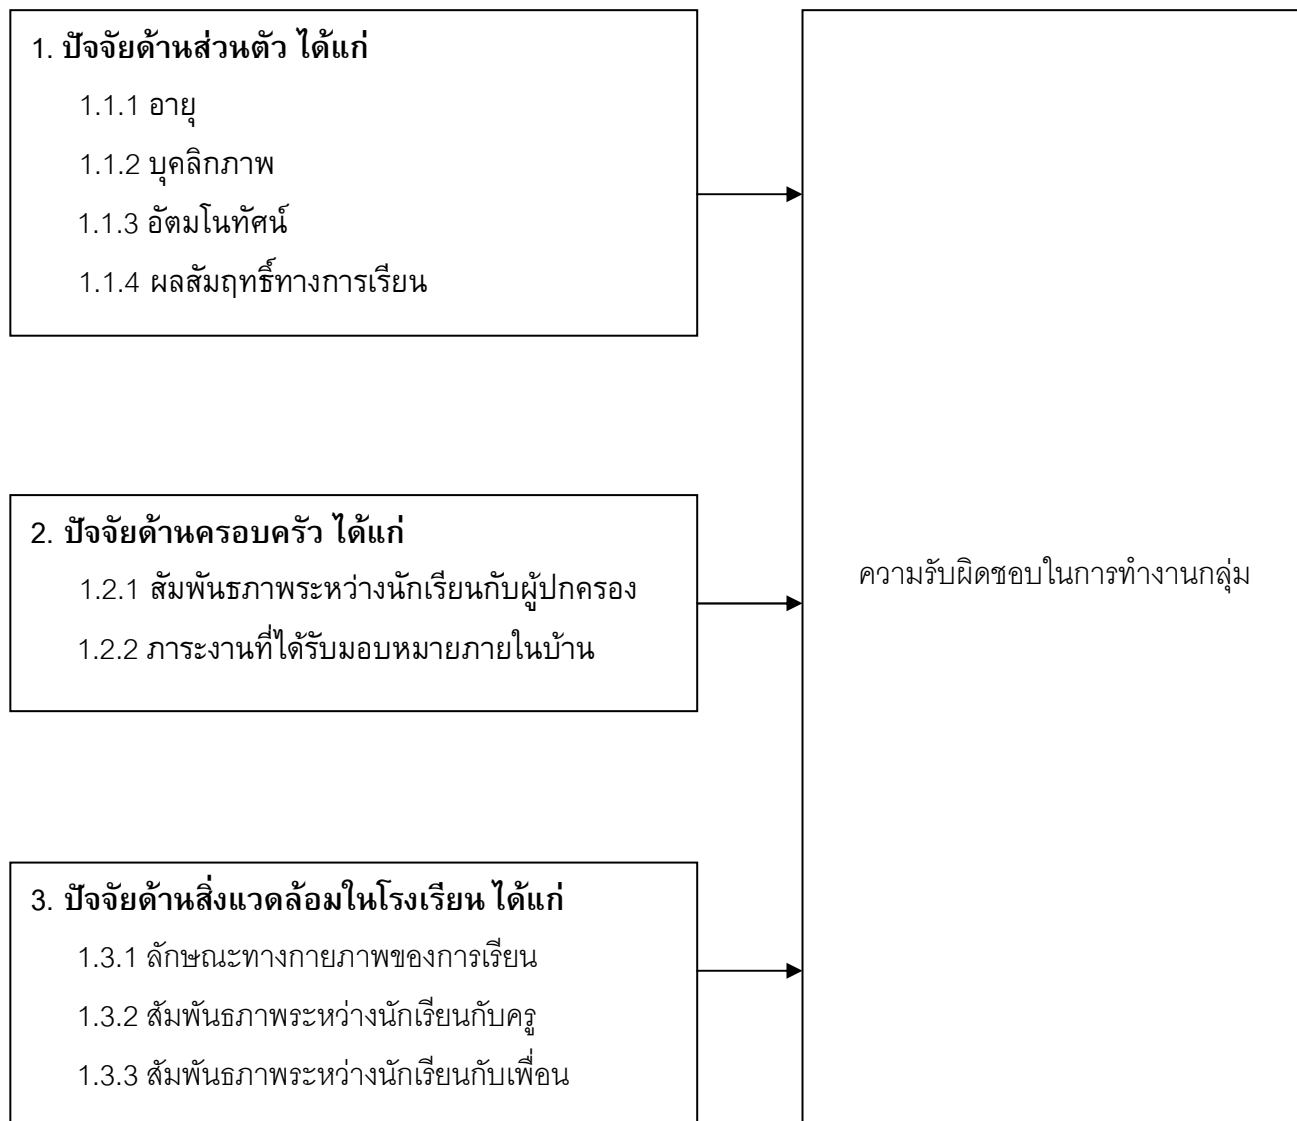 1. ปัจจัยด้านส่วนตัว ได้แก่
1.1.1 อายุ
1.1.2 บุคลิกภาพ
1.1.3 อัตมโนทัศน์
1.1.4 ผลสัมฤทธิ์ทางการเรียน
2. ปัจจัยด้านครอบครัว ได้แก่
1.2.1 สัมพันธภาพระหว่างนักเรียนกับผู้ปกครอง
1.2.2 ภาระงานที่ได้รับมอบหมายภายในบ้าน
3. ปัจจัยด้านสิ่งแวดล้อมในโรงเรียน ได้แก่
1.3.1 ลักษณะทางกายภาพของการเรียน
1.3.2 สัมพันธภาพระหว่างนักเรียนกับครู
1.3.3 สัมพันธภาพระหว่างนักเรียนกับเพื่อน
ความรับผิดชอบในการทำงานกลุ่ม